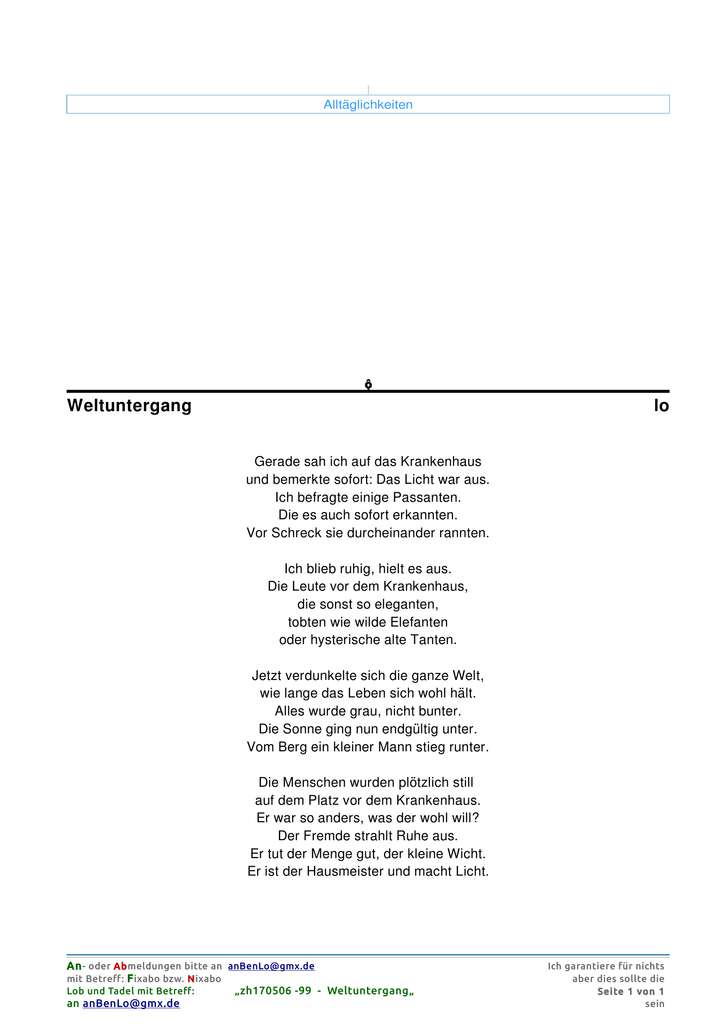 Alltäglichkeiten
Weltuntergang lo
Gerade sah ich auf das Krankenhaus
und bemerkte sofort: Das Licht war aus.
Ich befragte einige Passanten.
Die es auch sofort erkannten.
Vor Schreck sie durcheinander rannten.
Ich blieb ruhig, hielt es aus.
Die Leute vor dem Krankenhaus,
die sonst so eleganten,
tobten wie wilde Elefanten
oder hysterische alte Tanten.
Jetzt verdunkelte sich die ganze Welt,
wie lange das Leben sich wohl hält.
Alles wurde grau, nicht bunter.
Die Sonne ging nun endgültig unter.
Vom Berg ein kleiner Mann stieg runter.
Die Menschen wurden plötzlich still
auf dem Platz vor dem Krankenhaus.
Er war so anders, was der wohl will?
Der Fremde strahlt Ruhe aus.
Er tut der Menge gut, der kleine Wicht.
Er ist der Hausmeister und macht Licht.
An- oder Abmeldungen bitte an anBenLo@gmx.de
mit Betreff: Fixabo bzw. Nixabo
Lob und Tadel mit Betreff: „zh170506 -99 - Weltuntergang„
an anBenLo@gmx.de
Ich garantiere für nichts
aber dies sollte die
Seite 1 von 1
sein